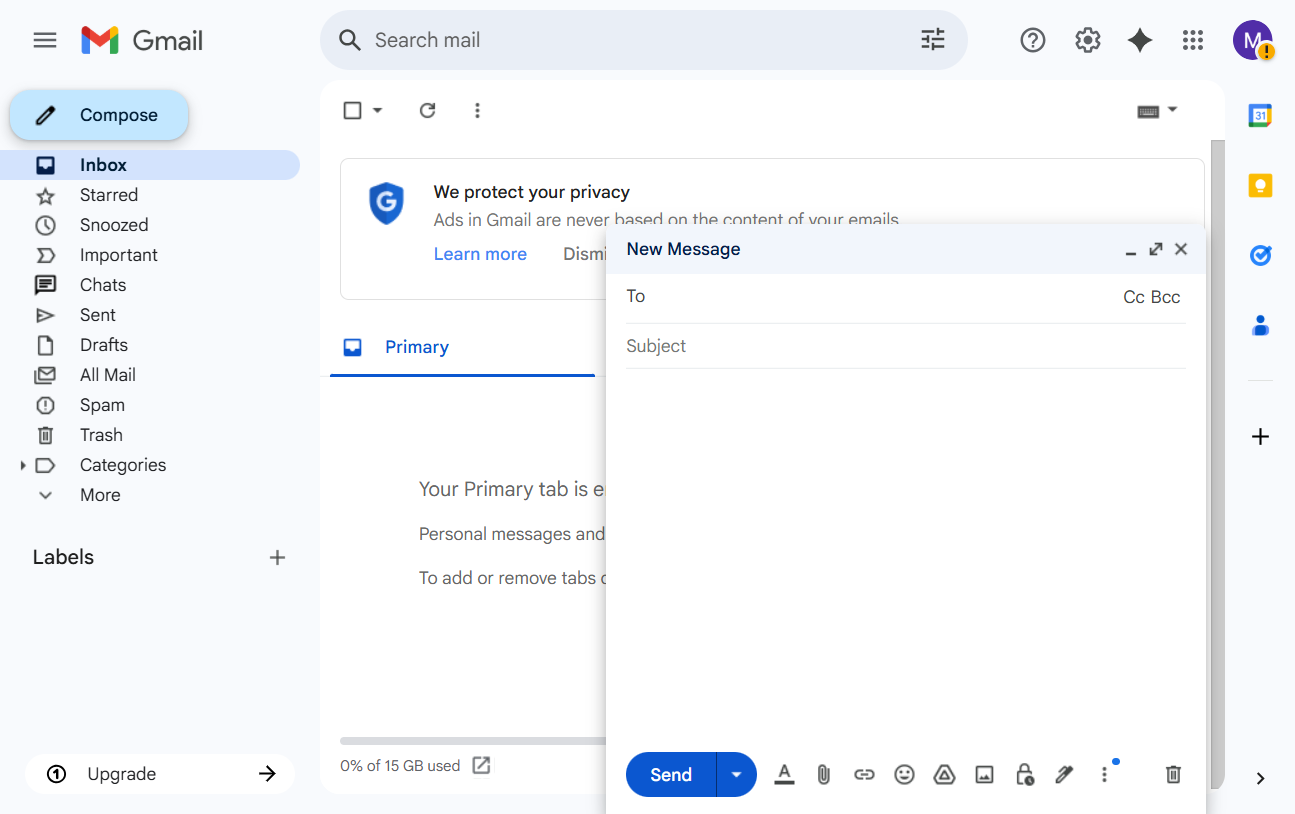 Gmail
Search mail
M
Compose
Inbox
Starred
Snoozed
Important
Chats
Sent
Drafts
All Mail
Spam
Trash
Categories
More
Labels
1 Upgrade
We protect your privacy
Ads in Gmail are never based on the content of your emails
Learn more Dismi
Primary
Your Primary tab is e
Personal messages and
To add or remove tabs
0% of 15 GB used
New Message
To Cc Bcc
Subject
Send
31